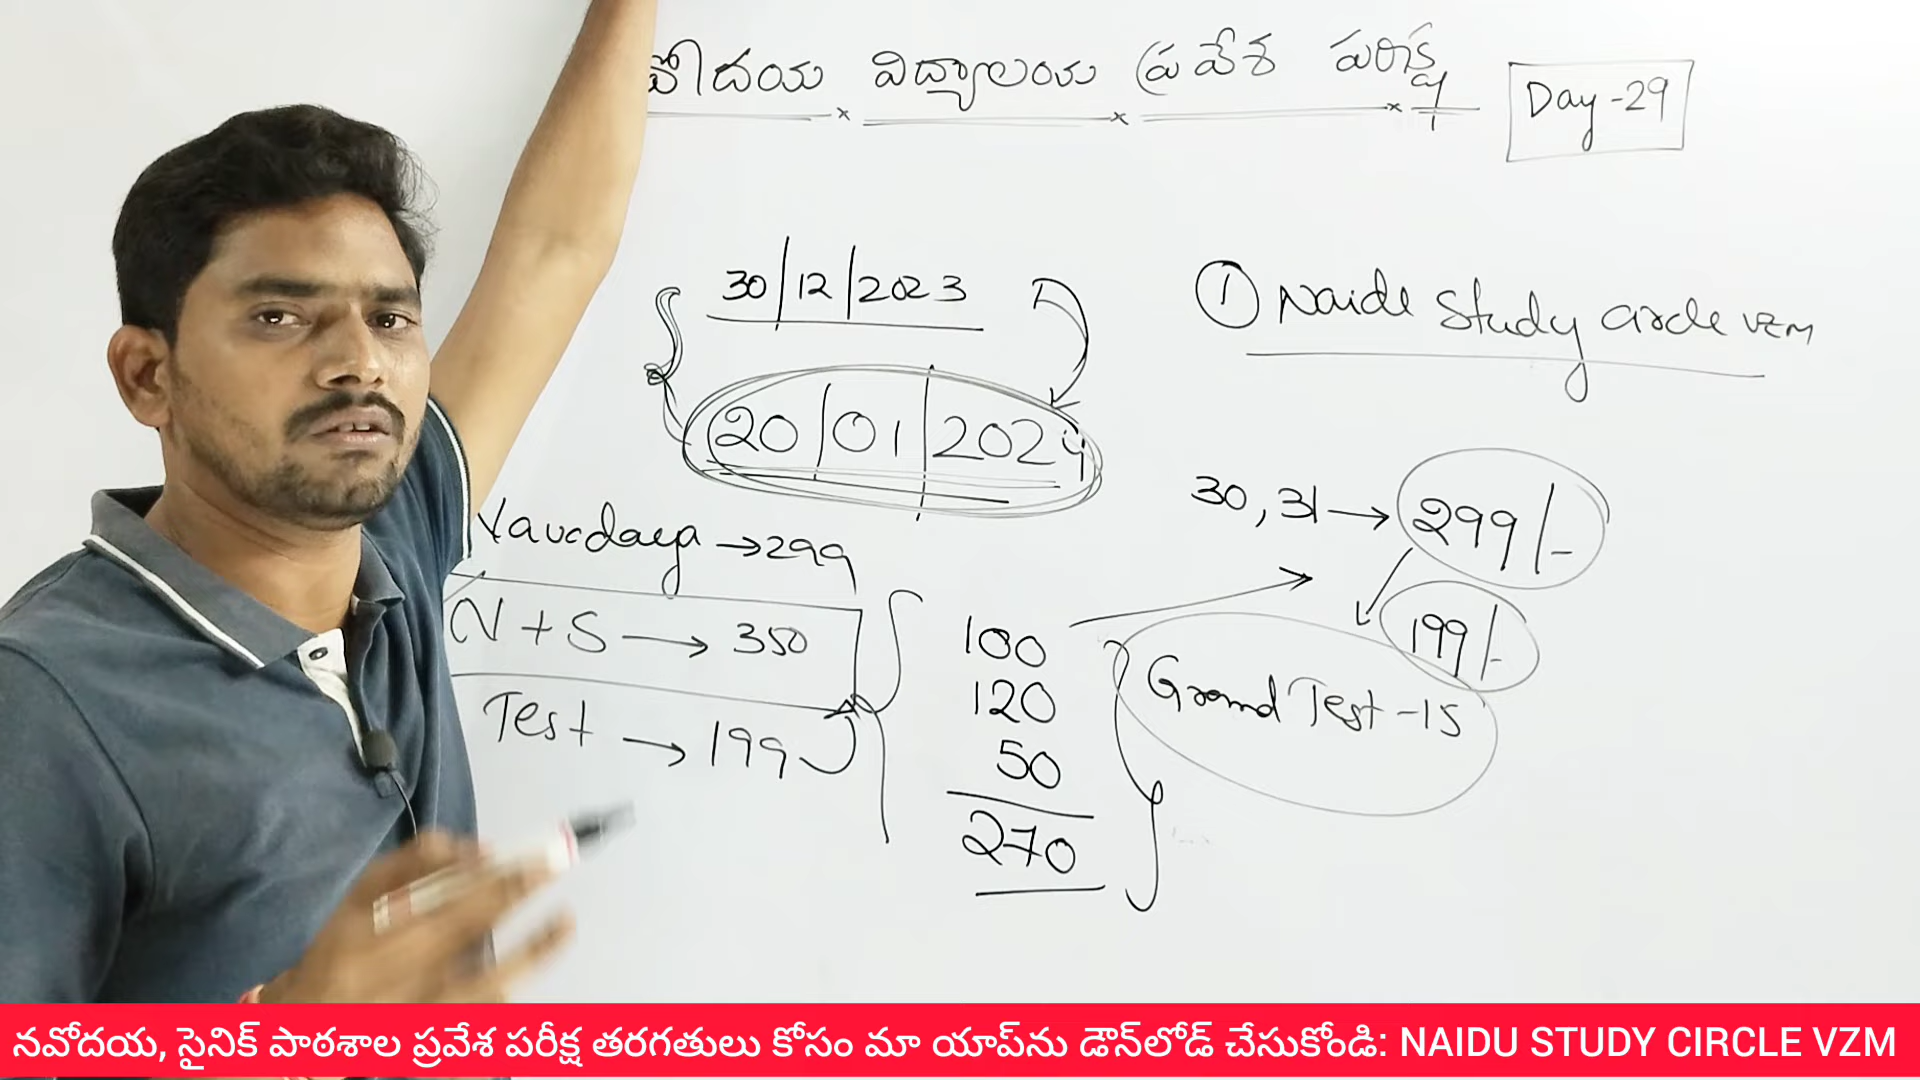 వోదయ విద్యాలయ ప్రవేశ పరీక్ష
Day-29
30/12/2023
20/01/2024
① Naidu Study Circle VZM
30, 31 → 299/-
199/-
Navodaya → 299
N + S → 350
Test → 199
100
120
50
270
Grand Test - 15
నవోదయ, సైనిక్ పాఠశాల ప్రవేశ పరీక్ష తరగతులు కోసం మా యాప్‌ను డౌన్‌లోడ్ చేసుకోండి: NAIDU STUDY CIRCLE VZM